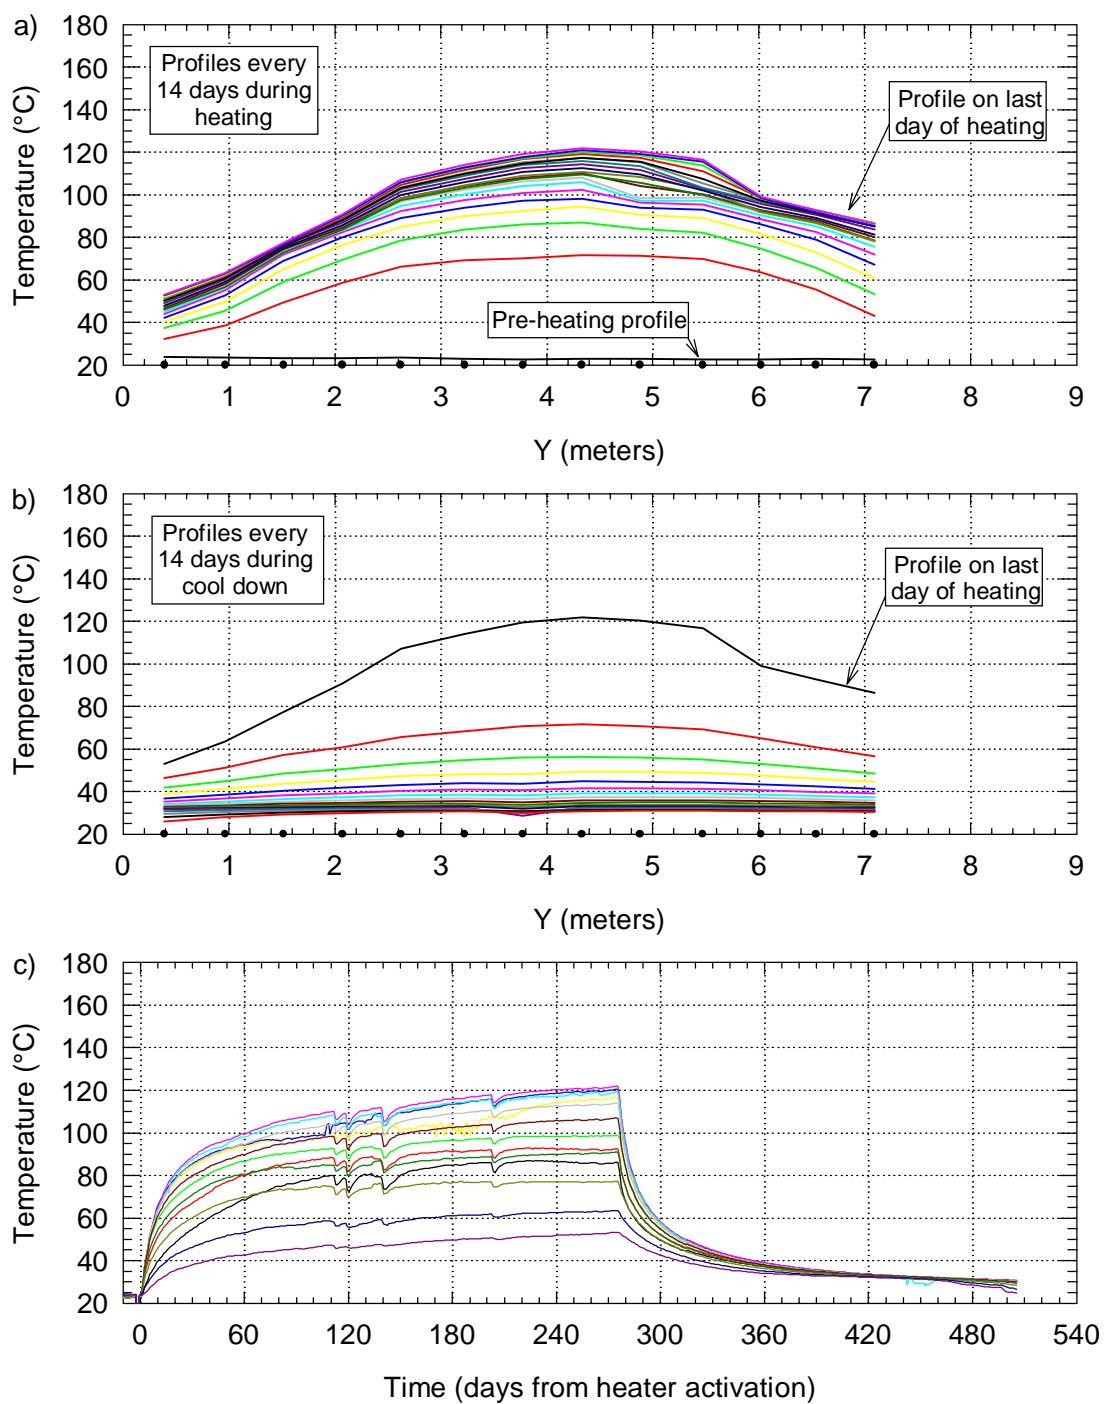 a)
180
160
140
120
100
80
60
40
20
Temperature (°C)
Profiles every
14 days during
heating
Profile on last
day of heating
Pre-heating profile
0 1 2 3 4 5 6 7 8 9
Y (meters)
b)
180
160
140
120
100
80
60
40
20
Temperature (°C)
Profiles every
14 days during
cool down
Profile on last
day of heating
0 1 2 3 4 5 6 7 8 9
Y (meters)
c)
180
160
140
120
100
80
60
40
20
Temperature (°C)
0 60 120 180 240 300 360 420 480 540
Time (days from heater activation)